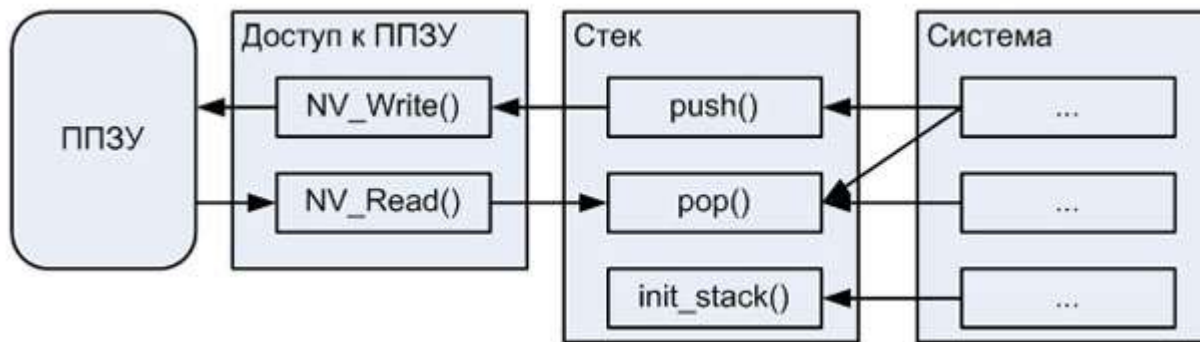 ППЗУ
Доступ к ППЗУ
NV_Write()
NV_Read()
Стек
push()
pop()
init_stack()
Система
...
...
...